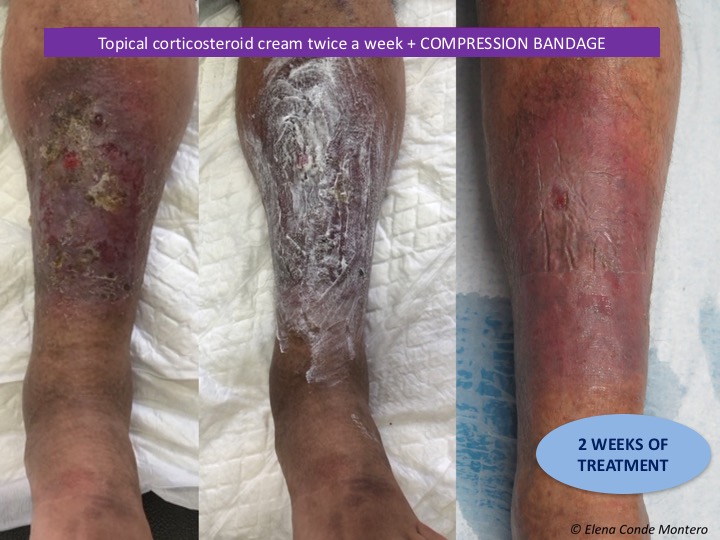 Topical corticosteroid cream twice a week + COMPRESSION BANDAGE
2 WEEKS OF
TREATMENT
© Elena Conde Montero